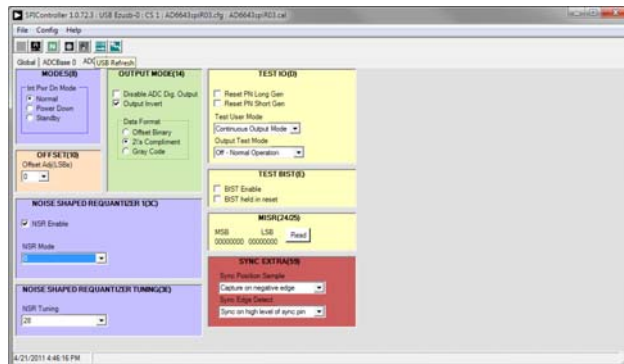 SPIController 1.0.72.3 : USB Ezusb-0 : CS 1 : AD6643spiR03.cfg : AD6643spiR03.cal
File Config Help
Global ADCBase 0 USB Refresh
MODES(8)
Int Pwr Dn Mode
Normal
Power Down
Standby
OFFSET(10)
Offset Adj(LSBs)
0
OUTPUT MODE(14)
Disable ADC Dig. Output
Output Invert
Data Format
Offset Binary
2's Compliment
Gray Code
NOISE SHAPED REQUANTIZER 1(3C)
NSR Enable
NSR Mode
NOISE SHAPED REQUANTIZER TUNING(3E)
NSR Tuning
28
TEST IO(D)
Reset PN Long Gen
Reset PN Short Gen
Test User Mode
Continuous Output Mode
Output Test Mode
Off - Normal Operation
TEST BIST(E)
BIST Enable
BIST held in reset
MISR(24/25)
MSB LSB
00000000 00000000 Read
SYNC EXTRA(59)
Sync Position Sample
Capture on negative edge
Sync Edge Detect
Sync on high level of sync pin
4/21/2011 4:46:16 PM